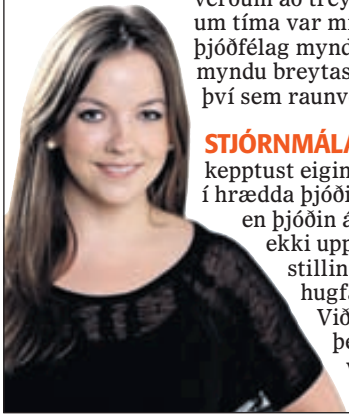 verðum að trey
um tíma var mi
þjóðfélag mynd
myndu breytas
því sem raunv
STJÓRNMÁLA
kepptust eigin
í hrædda þjóði
en þjóðin á
ekki upp
stillin
hugfa
Við
þe
v